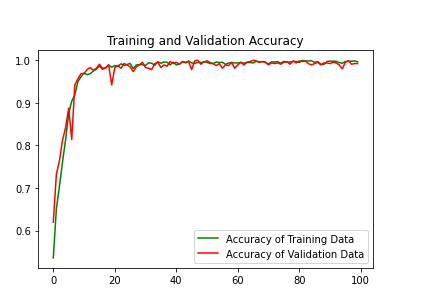 Training and Validation Accuracy
1.0
0.9
0.8
0.7
0.6
Accuracy of Training Data
Accuracy of Validation Data
0 20 40 60 80 100